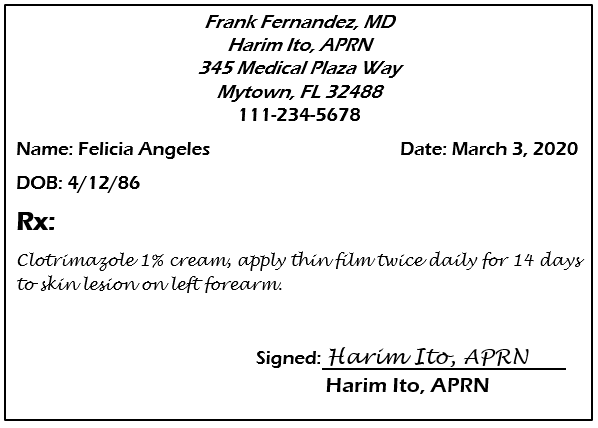 Frank Fernandez, MD
Harim Ito, APRN
345 Medical Plaza Way
Mytown, FL 32488
111-234-5678
Name: Felicia Angeles Date: March 3, 2020
DOB: 4/12/86
Rx:
Clotrimazole 1% cream, apply thin film twice daily for 14 days
to skin lesion on left forearm.
Signed: Harim Ito, APRN
Harim Ito, APRN